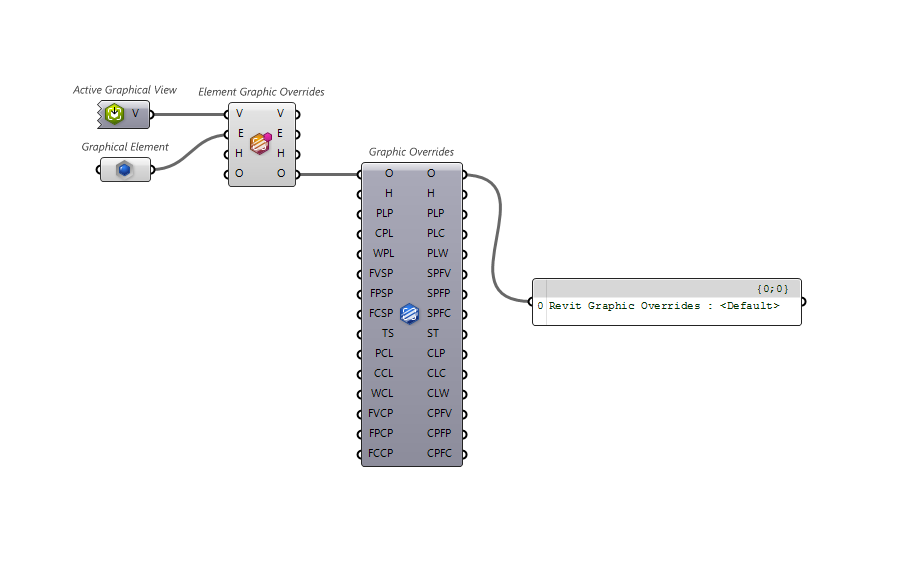 Active Graphical View
V
Graphical Element
Element Graphic Overrides
V V
E E
H H
O O
Graphic Overrides
O O
H H
PLP PLP
CPL PLC
WPL PLW
FVSP SPFV
FPSP SPFP
FCSP SPFC
TS ST
PCL CLP
CCL CLC
WCL CLW
FVCP CPFV
FPCP CPFP
FCCP CPFC
{0;0}
0 Revit Graphic Overrides : <Default>